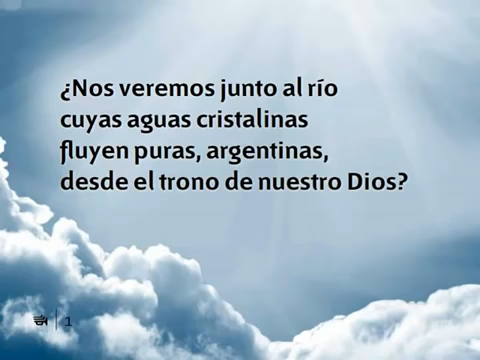 ¿Nos veremos junto al río
cuyas aguas cristalinas
fluyen puras, argentinas,
desde el trono de nuestro Dios?
1